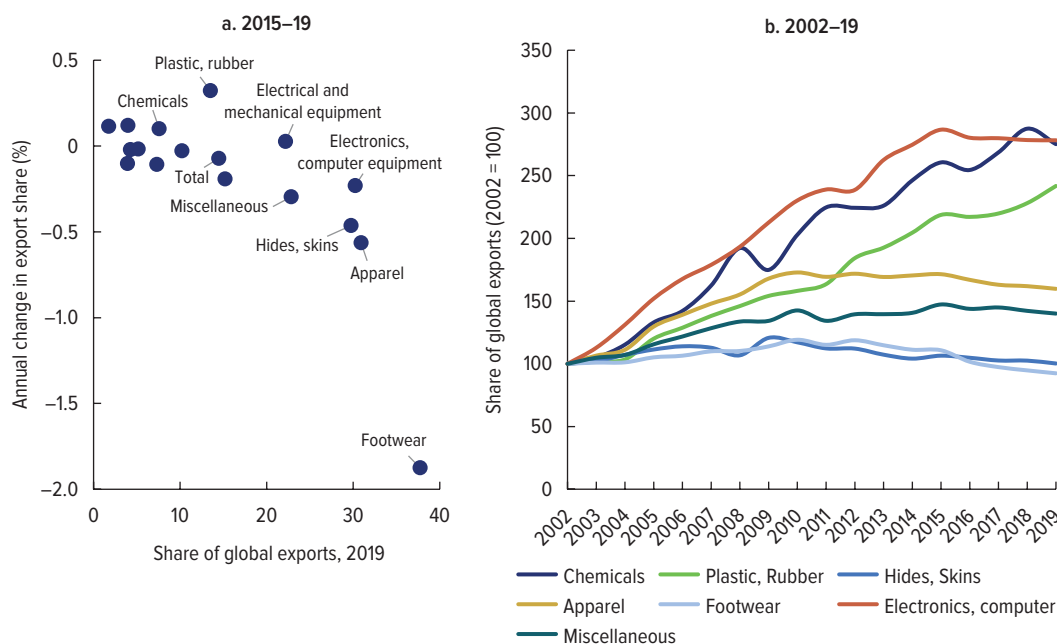 a. 2015–19
Annual change in export share (%)
0.5
0
–0.5
–1.0
–1.5
–2.0
Plastic, rubber
Chemicals
Electrical and
mechanical equipment
Electronics,
computer equipment
Total
Miscellaneous
Hides, skins
Apparel
Footwear
0
10
20
30
40
Share of global exports, 2019
b. 2002–19
Share of global exports (2002 = 100)
350
300
250
200
150
100
50
0
2002
2003
2004
2005
2006
2007
2008
2009
2010
2011
2012
2013
2014
2015
2016
2017
2018
2019
Chemicals
Plastic, Rubber
Hides, Skins
Apparel
Footwear
Electronics, computer
Miscellaneous